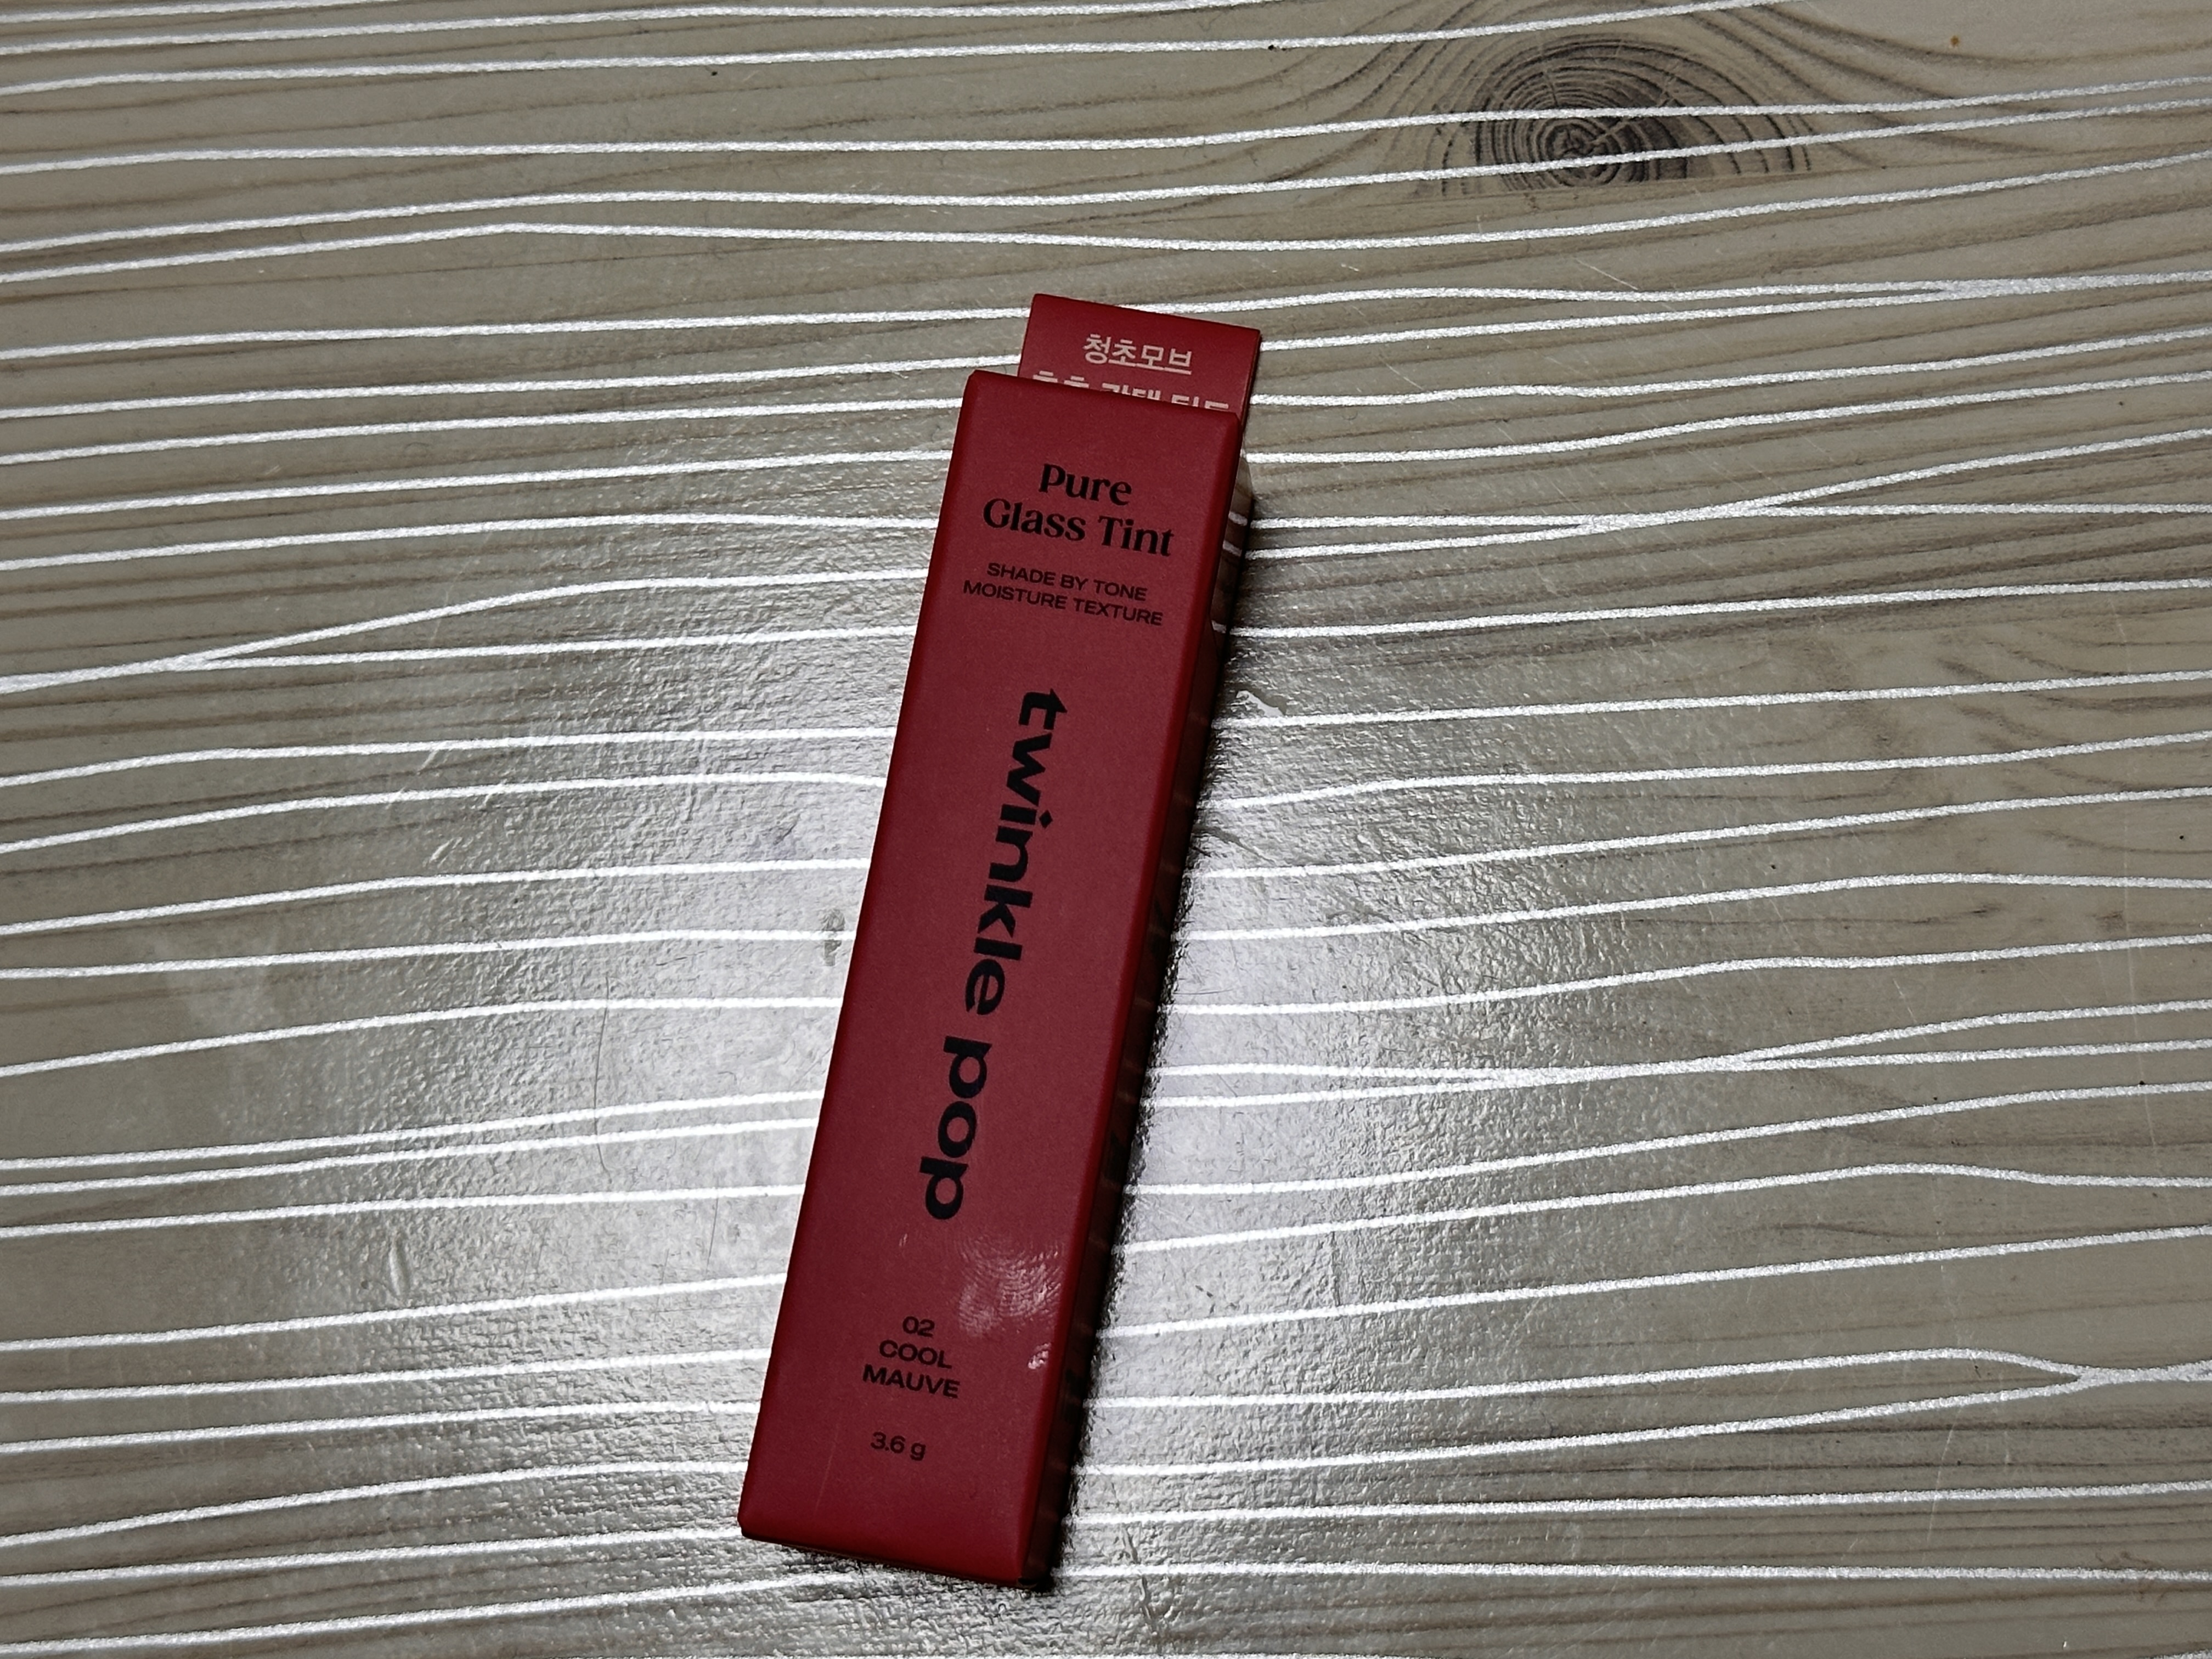 청초모브
Pure
Glass Tint
SHADE BY TONE
MOISTURE TEXTURE
twinkle pop
02
COOL
MAUVE
3.6 g